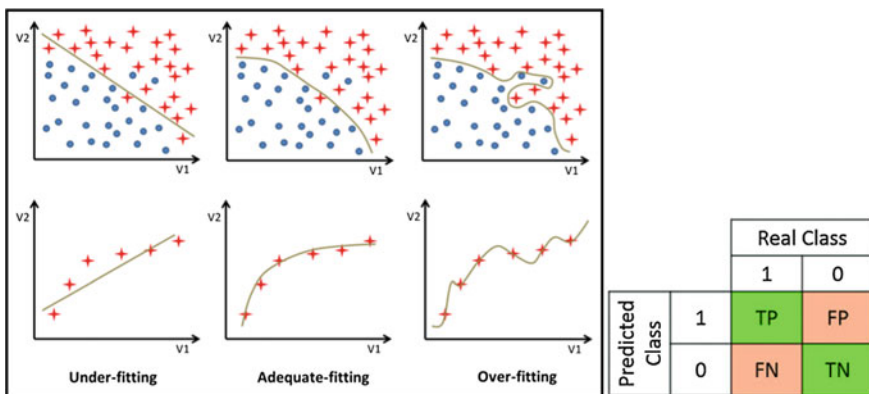 V2
V2
V2
V1
V1
V1
V2
V2
V2
V1
V1
V1
Under-fitting
Adequate-fitting
Over-fitting
Real Class
1 0
Predicted Class
1 TP FP
0 FN TN